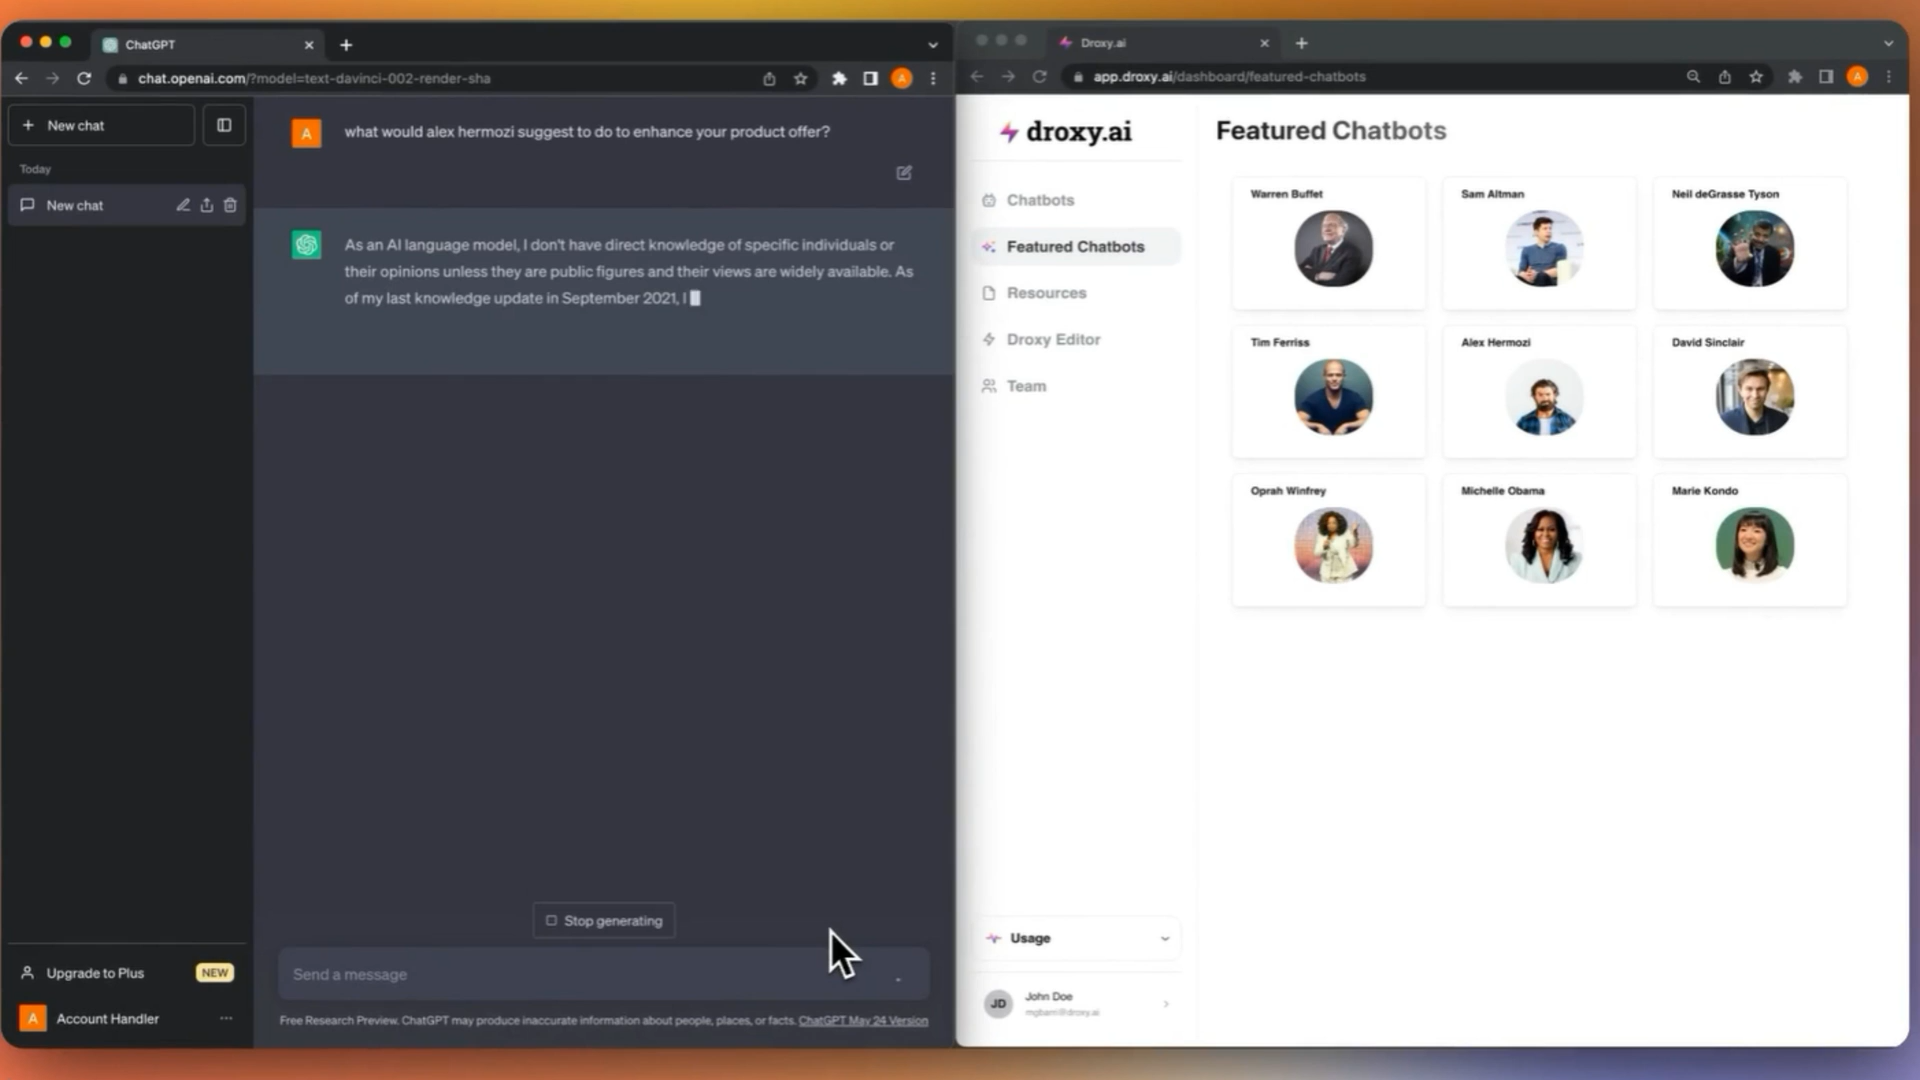 ChatGPT
chat.openai.com/?model=text-davinci-002-render-sha
A
New chat
Today
New chat
A
what would alex hermozi suggest to do to enhance your product offer?
As an AI language model, I don't have direct knowledge of specific individuals or
their opinions unless they are public figures and their views are widely available. As
of my last knowledge update in September 2021, I
Stop generating
Send a message
Free Research Preview. ChatGPT may produce inaccurate information about people, places, or facts. ChatGPT May 24 Version
Upgrade to Plus NEW
A Account Handler
Droxy.ai
app.droxy.ai/dashboard/featured-chatbots
A
droxy.ai
Chatbots
Featured Chatbots
Resources
Droxy Editor
Team
Usage
JD John Doe
Featured Chatbots
Warren Buffet
Sam Altman
Neil deGrasse Tyson
Tim Ferriss
Alex Hermozi
David Sinclair
Oprah Winfrey
Michelle Obama
Marie Kondo